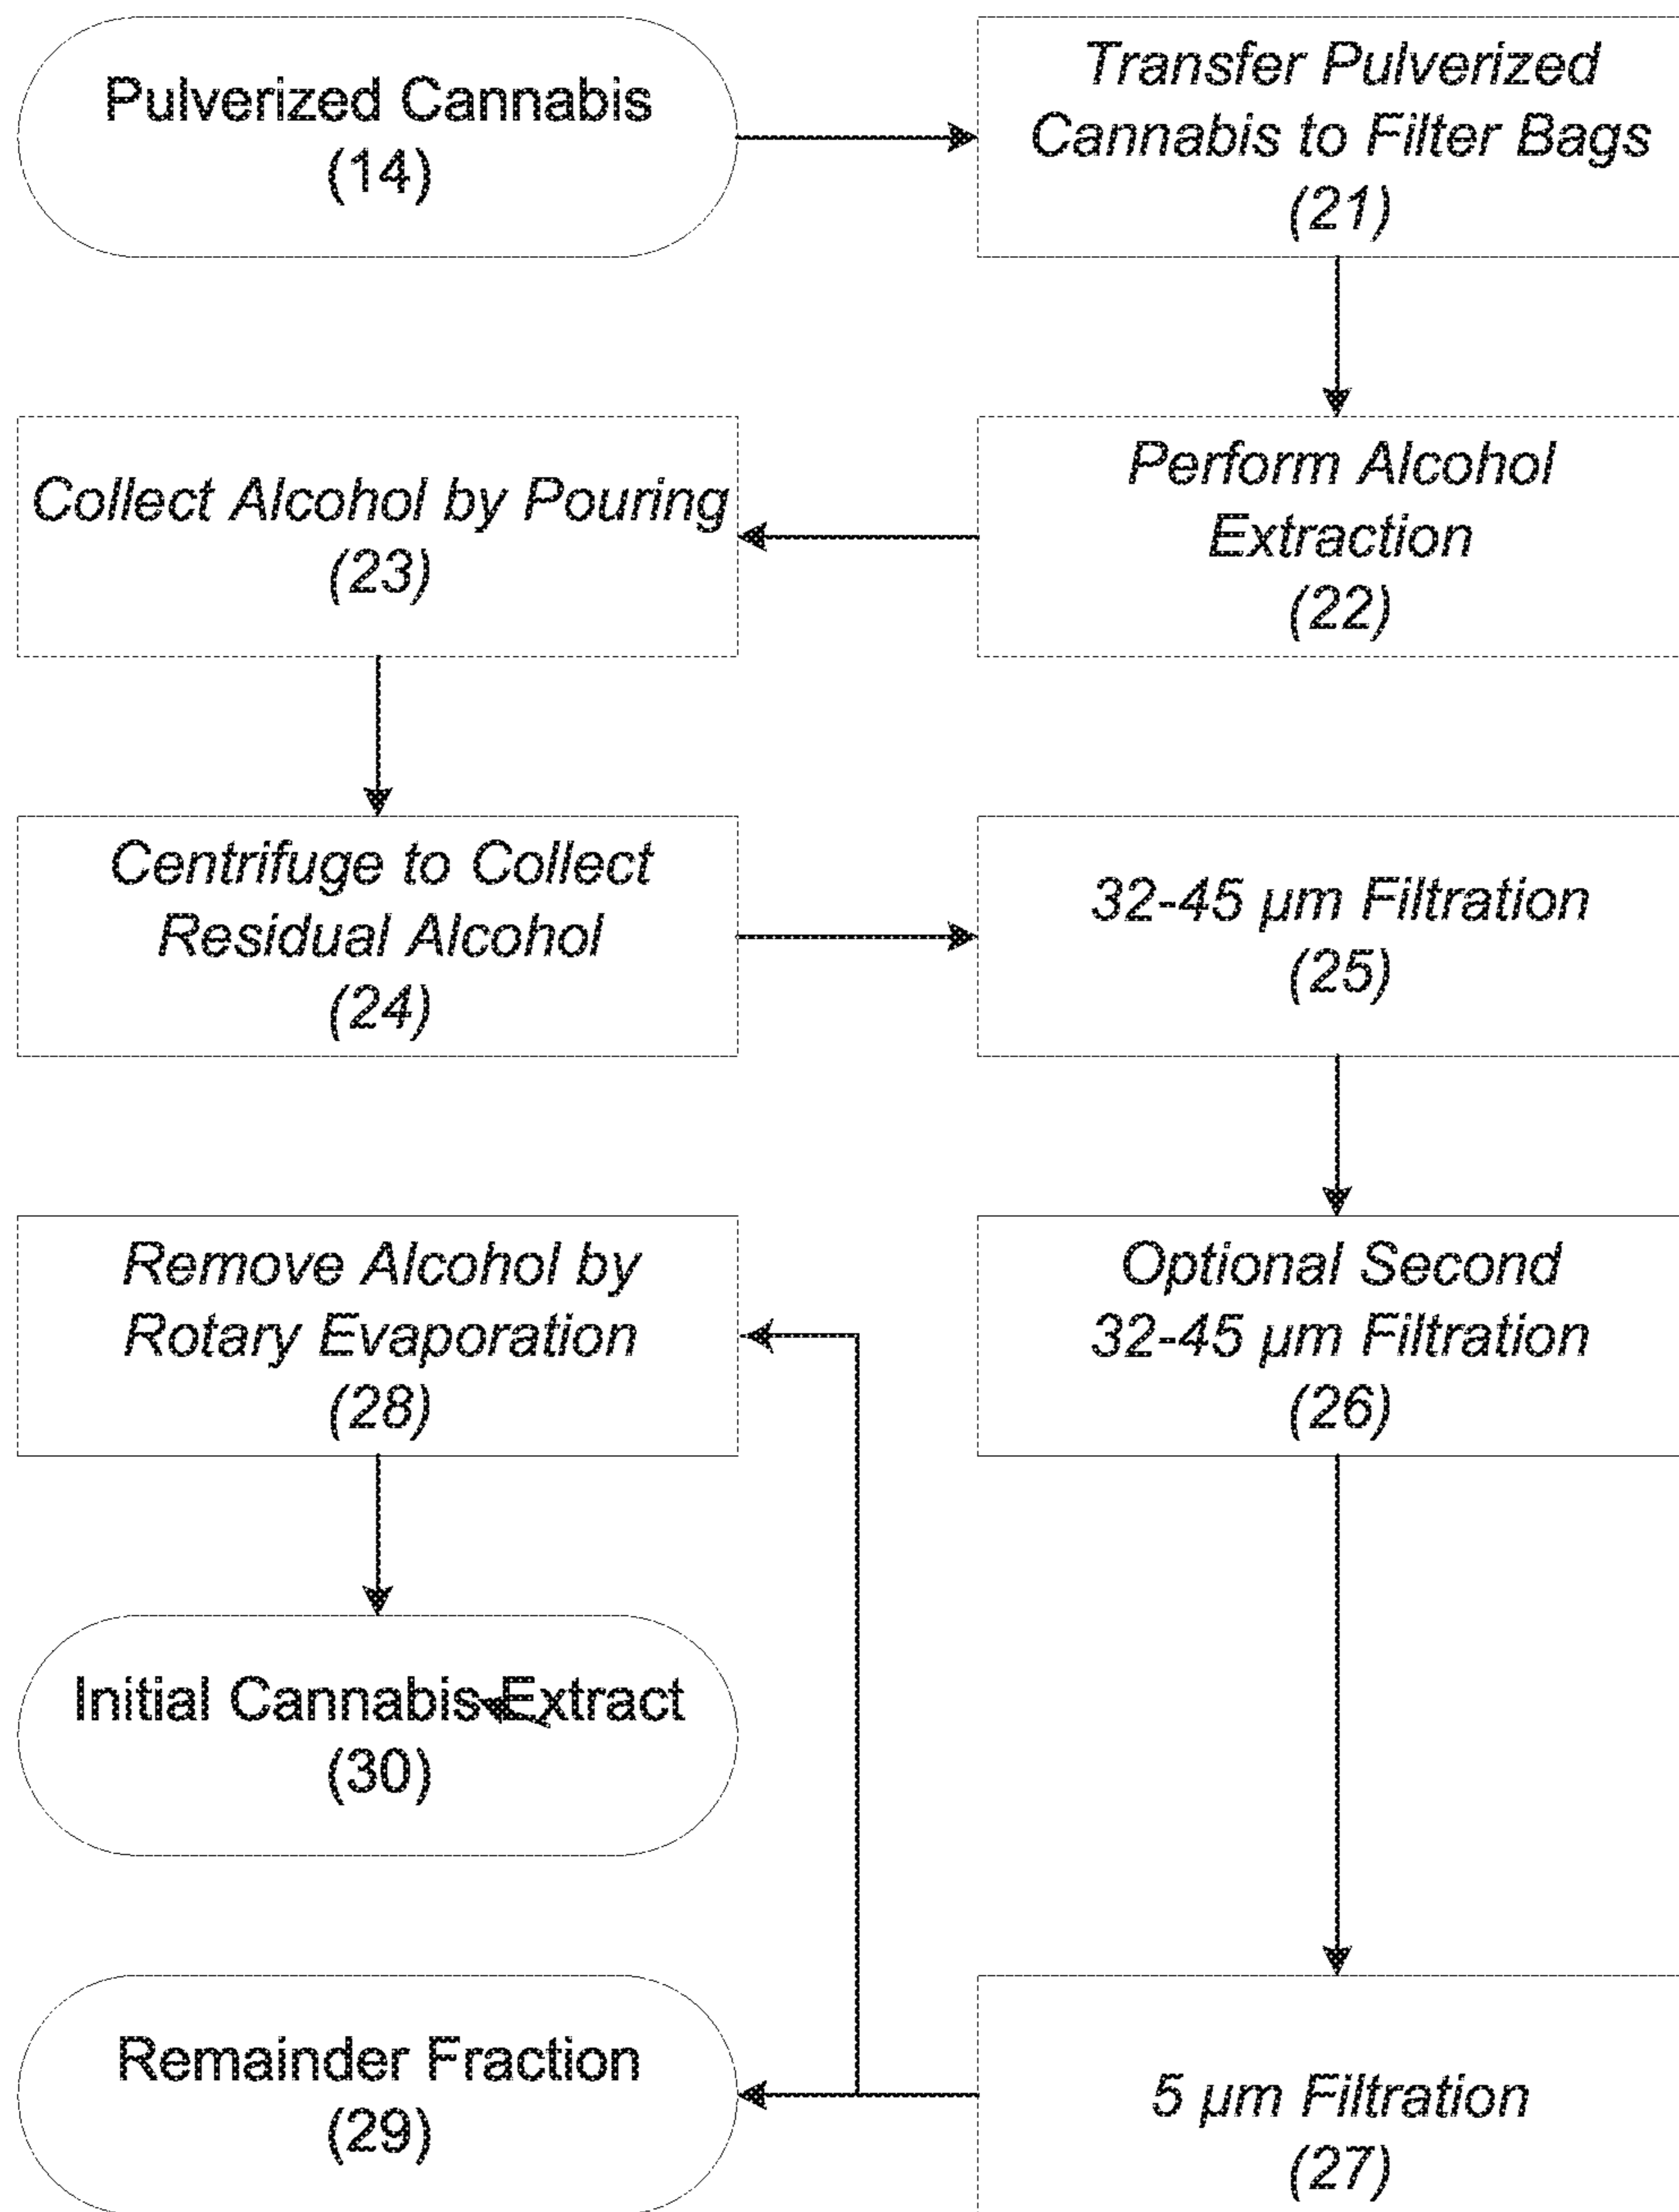 Pulverized Cannabis
(14)
Transfer Pulverized
Cannabis to Filter Bags
(21)
Perform Alcohol
Extraction
(22)
Collect Alcohol by Pouring
(23)
Centrifuge to Collect
Residual Alcohol
(24)
32-45 µm Filtration
(25)
Optional Second
32-45 µm Filtration
(26)
5 µm Filtration
(27)
Remove Alcohol by
Rotary Evaporation
(28)
Initial Cannabis Extract
(30)
Remainder Fraction
(29)